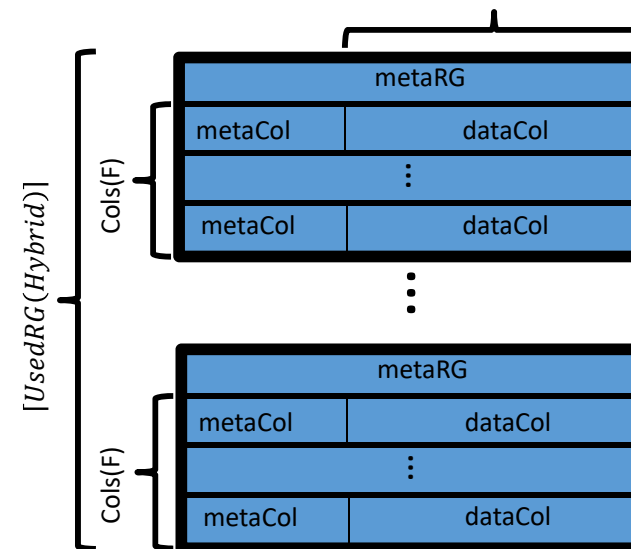 metaRG
metaCol dataCol
⋮
metaCol dataCol
Cols(F)
⋮
|UsedRG(Hybrid)|
metaRG
metaCol dataCol
⋮
metaCol dataCol
Cols(F)